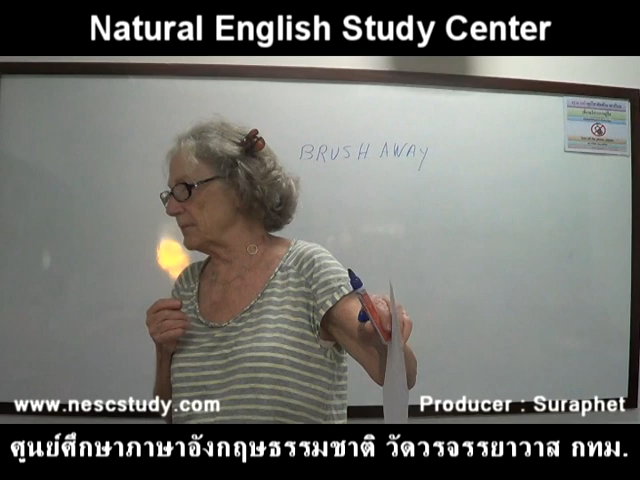 Natural English Study Center
BRUSH AWAY
www.nescstudy.com
Producer : Suraphet
ศูนย์ศึกษาภาษาอังกฤษธรรมชาติ วัดวรจรรยาวาส กทม.